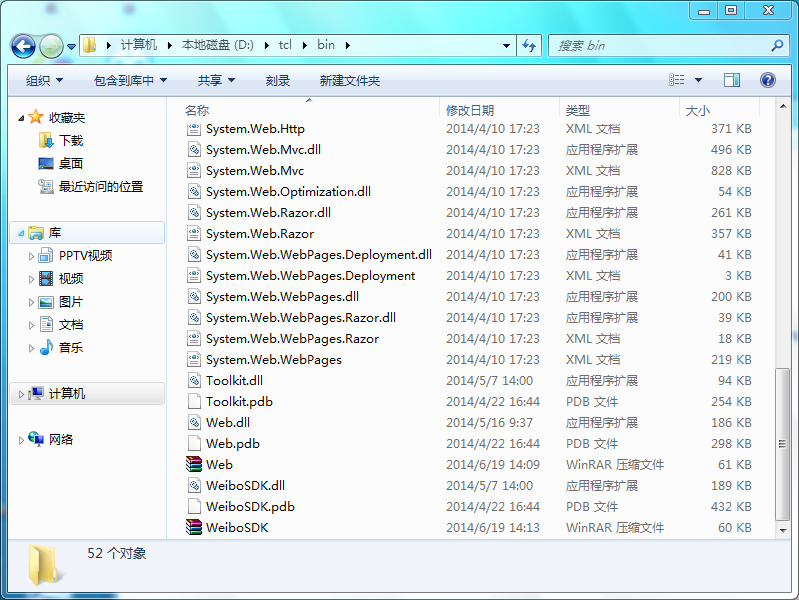 计算机 本地磁盘 (D:) tcl bin 搜索 bin
组织 包含到库中 共享 刻录 新建文件夹
收藏夹
下载
桌面
最近访问的位置
库
PPTV视频
视频
图片
文档
音乐
计算机
网络
名称 修改日期 类型 大小
System.Web.Http 2014/4/10 17:23 XML 文档 371 KB
System.Web.Mvc.dll 2014/4/10 17:23 应用程序扩展 496 KB
System.Web.Mvc 2014/4/10 17:23 XML 文档 828 KB
System.Web.Optimization.dll 2014/4/10 17:23 应用程序扩展 54 KB
System.Web.Razor.dll 2014/4/10 17:23 应用程序扩展 261 KB
System.Web.Razor 2014/4/10 17:23 XML 文档 357 KB
System.Web.WebPages.Deployment.dll 2014/4/10 17:23 应用程序扩展 41 KB
System.Web.WebPages.Deployment 2014/4/10 17:23 XML 文档 3 KB
System.Web.WebPages.dll 2014/4/10 17:23 应用程序扩展 200 KB
System.Web.WebPages.Razor.dll 2014/4/10 17:23 应用程序扩展 39 KB
System.Web.WebPages.Razor 2014/4/10 17:23 XML 文档 18 KB
System.Web.WebPages 2014/4/10 17:23 XML 文档 219 KB
Toolkit.dll 2014/5/7 14:00 应用程序扩展 94 KB
Toolkit.pdb 2014/4/22 16:44 PDB 文件 254 KB
Web.dll 2014/5/16 9:37 应用程序扩展 186 KB
Web.pdb 2014/4/22 16:44 PDB 文件 298 KB
Web 2014/6/19 14:09 WinRAR 压缩文件 61 KB
WeiboSDK.dll 2014/5/7 14:00 应用程序扩展 189 KB
WeiboSDK.pdb 2014/4/22 16:44 PDB 文件 432 KB
WeiboSDK 2014/6/19 14:13 WinRAR 压缩文件 60 KB
52 个对象